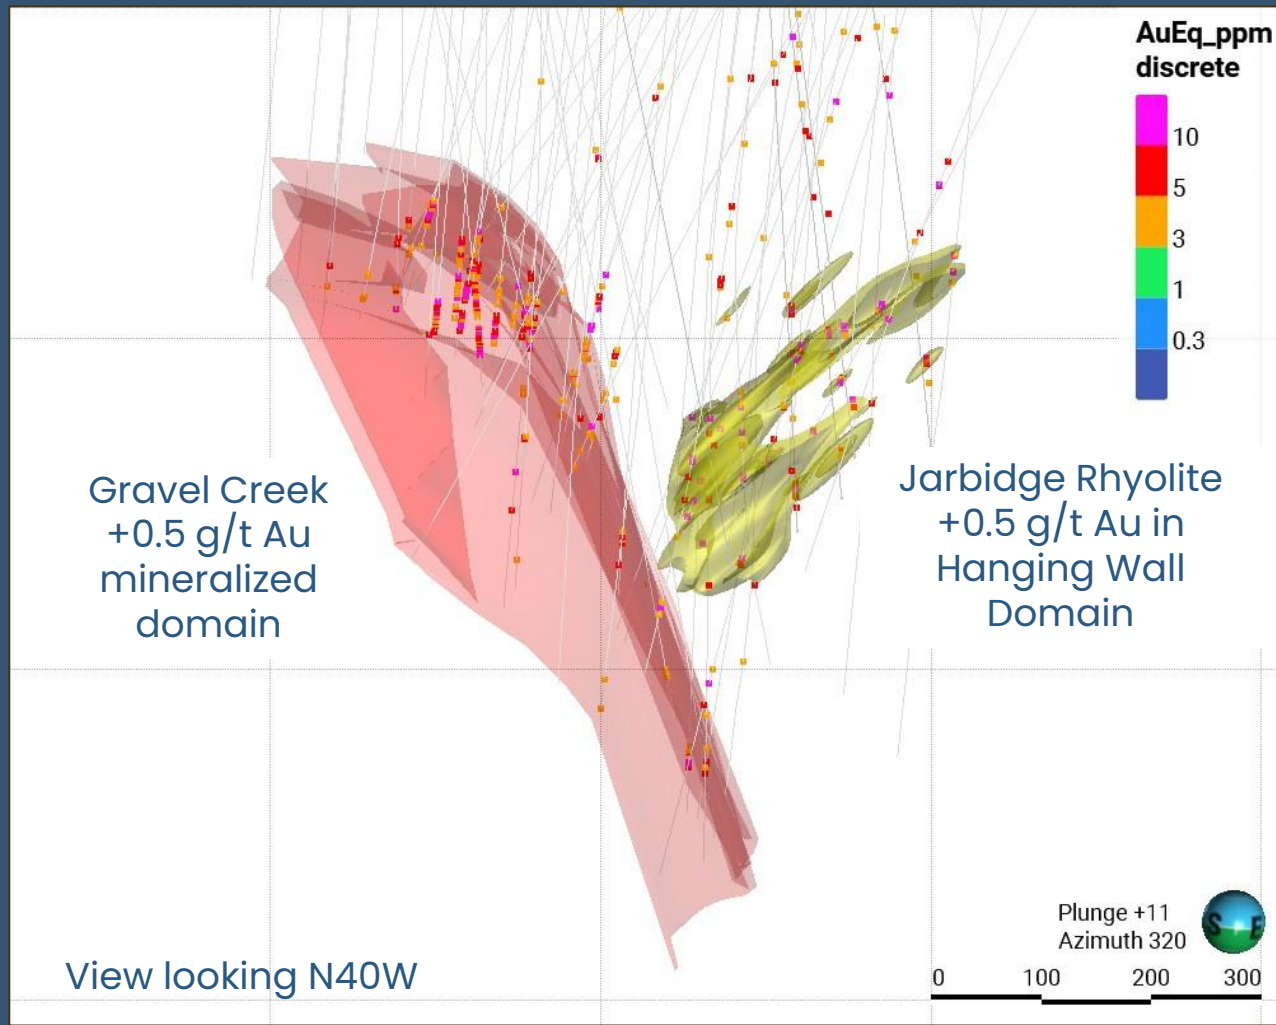 AuEq_ppm
discrete
10
5
3
1
0.3
Gravel Creek
+0.5 g/t Au
mineralized
domain
Jarbidge Rhyolite
+0.5 g/t Au in
Hanging Wall
Domain
Plunge +11
Azimuth 320
S E
0 100 200 300
View looking N40W